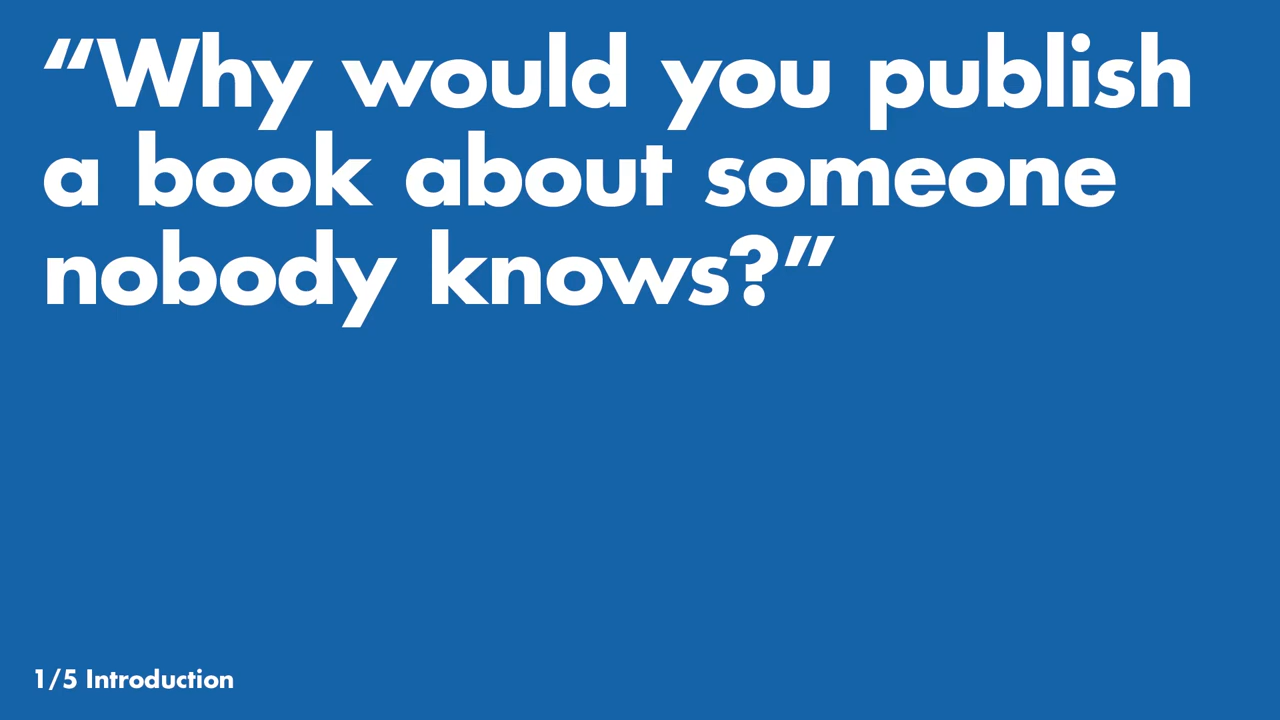 “Why would you publish
a book about someone
nobody knows?”
1/5 Introduction